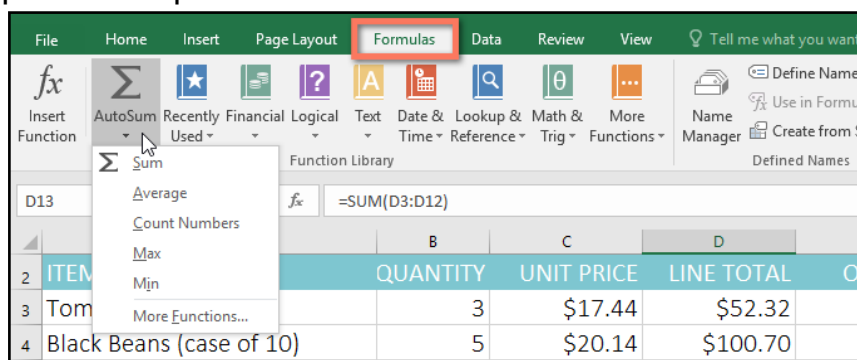 File Home Insert Page Layout Formulas Data Review View Tell me what you want
fx Σ ? A θ
Insert Function
AutoSum
Recently Used
Financial
Logical
Text
Date & Time
Lookup & Reference
Math & Trig
More Functions
Name Manager
Define Name
Use in
Create from
Function Library
Defined Names
Σ Sum
Average
Count Numbers
Max
Min
More Functions...
D13 fx =SUM(D3:D12)
B C D
2 QUANTITY UNIT PRICE LINE TOTAL
3 3 $17.44 $52.32
4 Black Beans (case of 10) 5 $20.14 $100.70